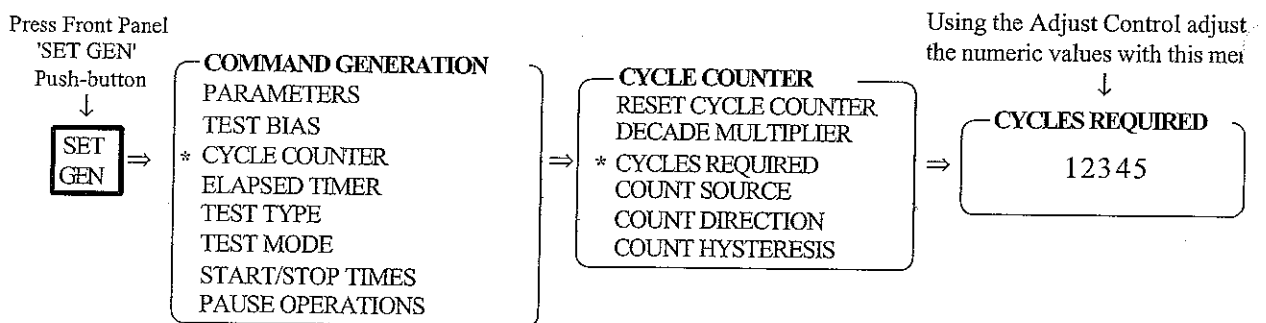 Press Front Panel
'SET GEN'
Push-button
↓
SET
GEN
⇒
COMMAND GENERATION
PARAMETERS
TEST BIAS
* CYCLE COUNTER
ELAPSED TIMER
TEST TYPE
TEST MODE
START/STOP TIMES
PAUSE OPERATIONS
⇒
CYCLE COUNTER
RESET CYCLE COUNTER
DECADE MULTIPLIER
* CYCLES REQUIRED
COUNT SOURCE
COUNT DIRECTION
COUNT HYSTERESIS
⇒
Using the Adjust Control adjust
the numeric values with this
↓
CYCLES REQUIRED
12345